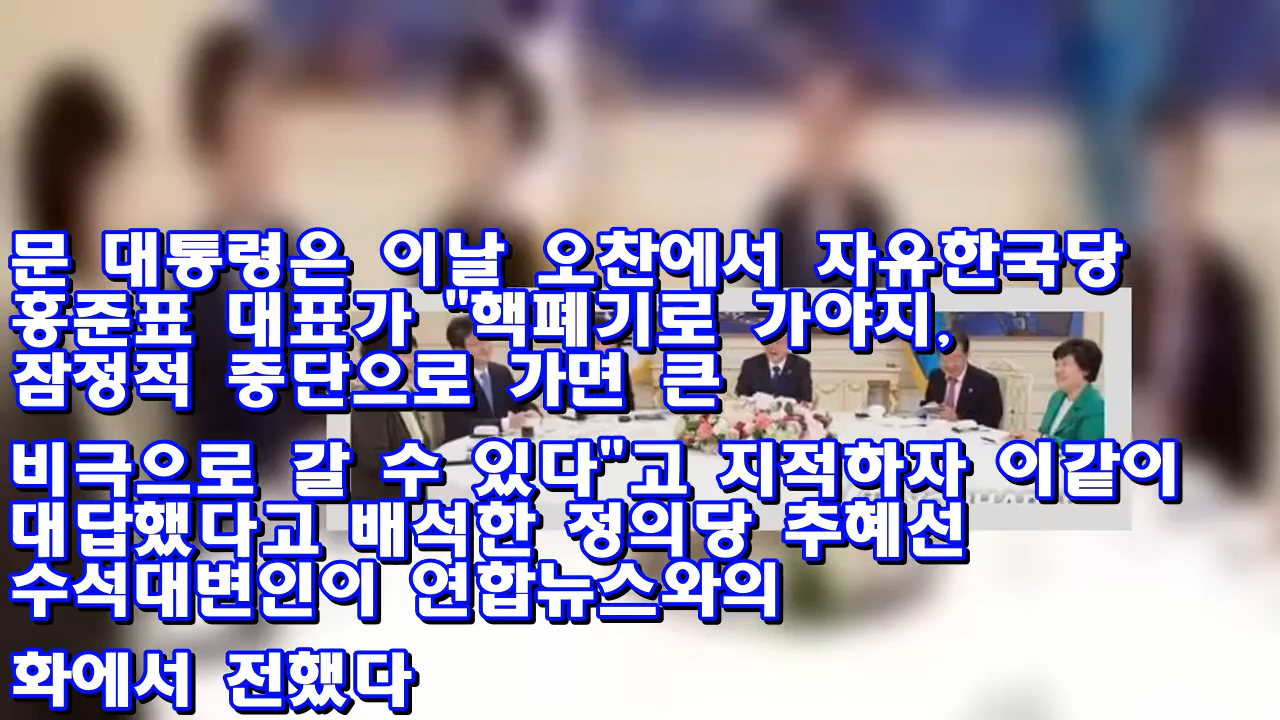 문 대통령은 이날 오찬에서 자유한국당
홍준표 대표가 "핵폐기로 가야지,
잠정적 중단으로 가면 큰
비극으로 갈 수 있다"고 지적하자 이같이
대답했다고 배석한 정의당 추혜선
수석대변인이 연합뉴스와의
화에서 전했다